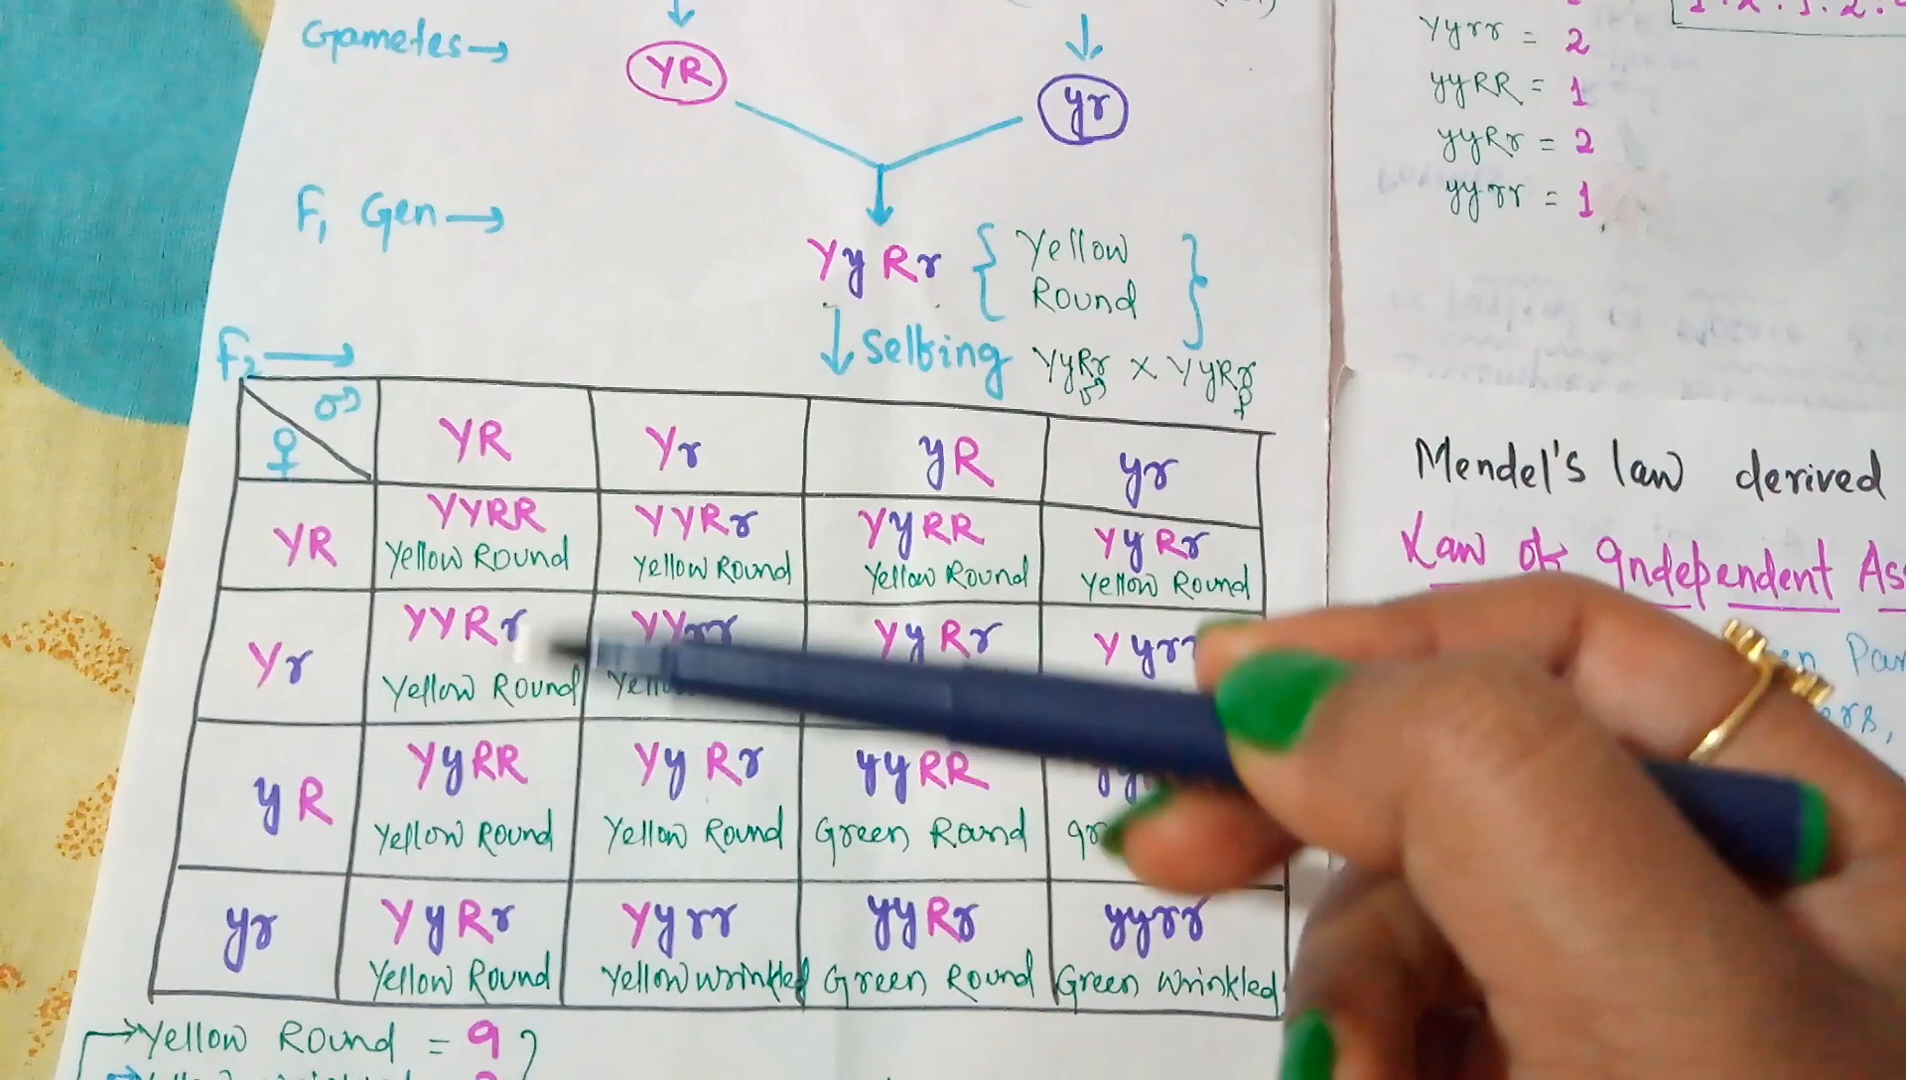 Gametes→
YR
yr
F1 Gen→
YyRr { Yellow
Round }
↓ Selfing YyRr ♂ x YyRr ♀
F2→
♂
♀
YR Yr yR yr
YR
YYRR YYRr YyRR YyRr
Yellow Round Yellow Round Yellow Round Yellow Round
Yr
YYRr YYrr YyRr
Yellow Round
yR
YyRR YyRr yyRR
Yellow Round Yellow Round Green Round
yr
YyRr Yyrr yyRr yyrr
Yellow Round Yellow wrinkled Green Round Green wrinkled
→Yellow Round = 9
Yyrr = 2
yyRR = 1
yyRr = 2
yyrr = 1
Mendel's law derived
Law of Independent